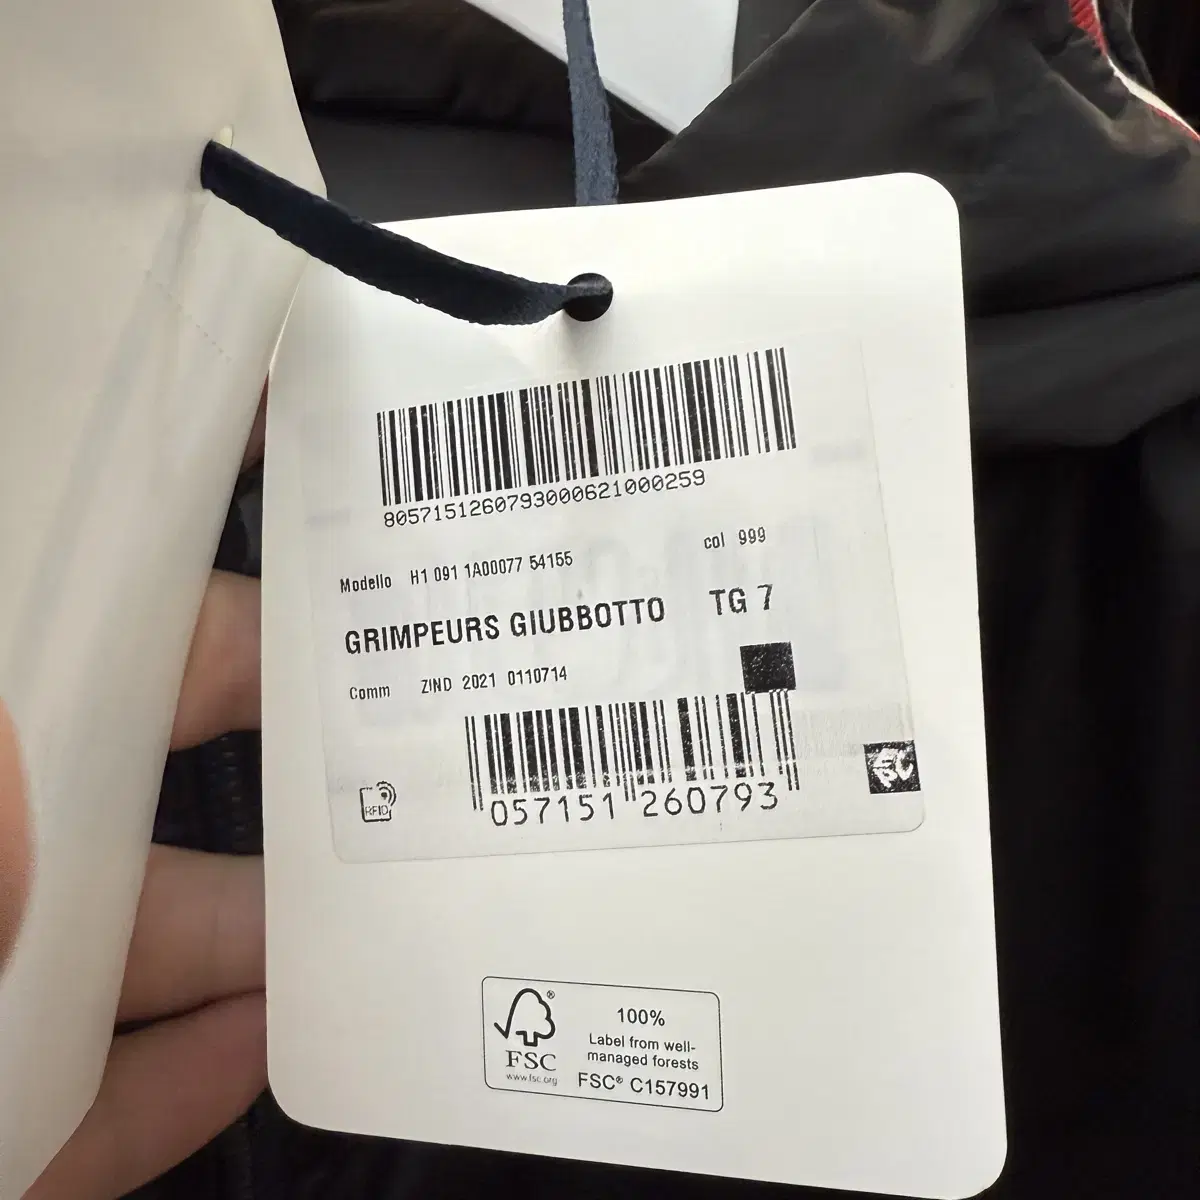 8057151260793000621000259
col 999
Modello H1 091 1A00077 54155
GRIMPEURS GIUBBOTTO TG 7
Comm ZIND 2021 0110714
RFID
057151 260793
FSC
www.fsc.org
100%
Label from well-
managed forests
FSC® C157991